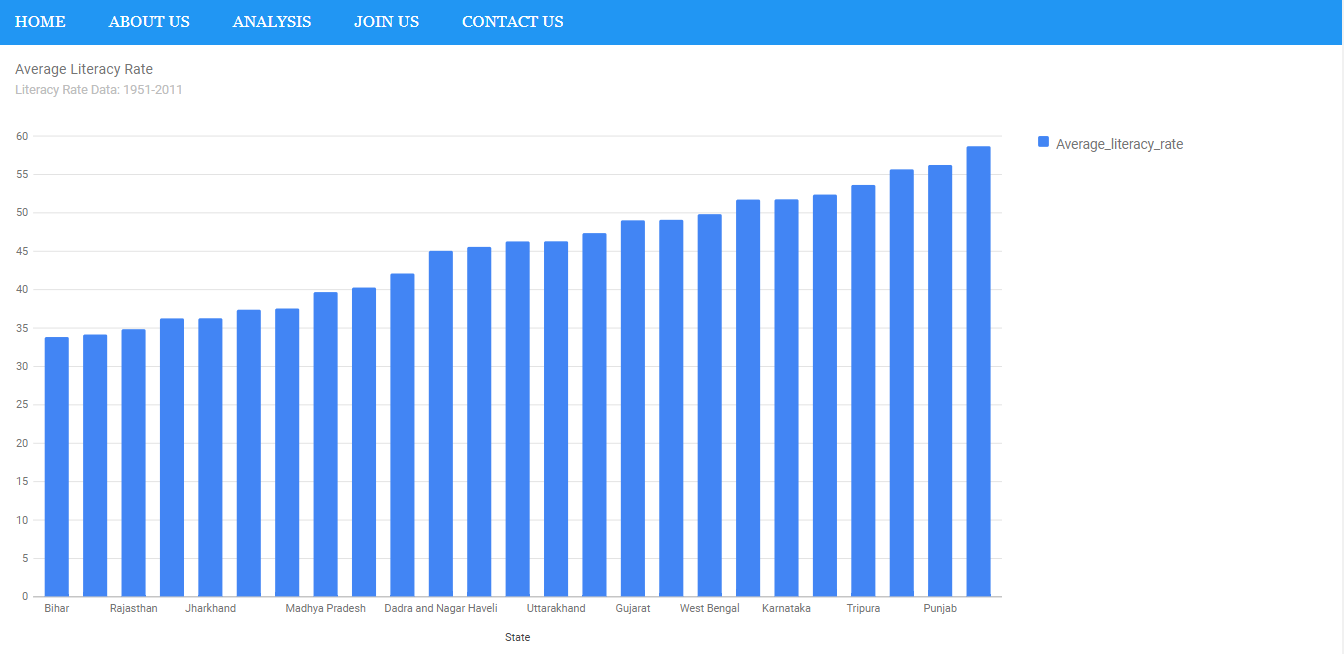 HOME ABOUT US ANALYSIS JOIN US CONTACT US
Average Literacy Rate
Literacy Rate Data: 1951-2011
60
55
50
45
40
35
30
25
20
15
10
5
0
Average_literacy_rate
Bihar Rajasthan Jharkhand Madhya Pradesh Dadra and Nagar Haveli Uttarakhand Gujarat West Bengal Karnataka Tripura Punjab
State